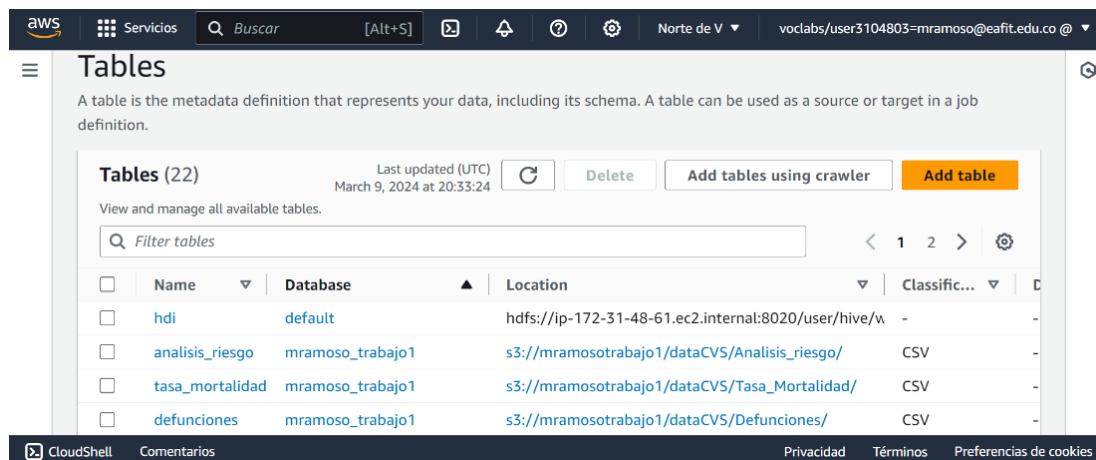 aws Servicios Buscar [Alt+S] Norte de V voclabs/user3104803=mramoso@eafit.edu.co @
Tables
A table is the metadata definition that represents your data, including its schema. A table can be used as a source or target in a job
definition.
Tables (22) Last updated (UTC) March 9, 2024 at 20:33:24 Delete Add tables using crawler Add table
View and manage all available tables.
Filter tables 1 2
Name Database Location Classific... D
hdi default hdfs://ip-172-31-48-61.ec2.internal:8020/user/hive/w - -
analisis_riesgo mramoso_trabajo1 s3://mramosotrabajo1/dataCVS/Analisis_riesgo/ CSV -
tasa_mortalidad mramoso_trabajo1 s3://mramosotrabajo1/dataCVS/Tasa_Mortalidad/ CSV -
defunciones mramoso_trabajo1 s3://mramosotrabajo1/dataCVS/Defunciones/ CSV -
CloudShell Comentarios Privacidad Términos Preferencias de cookies